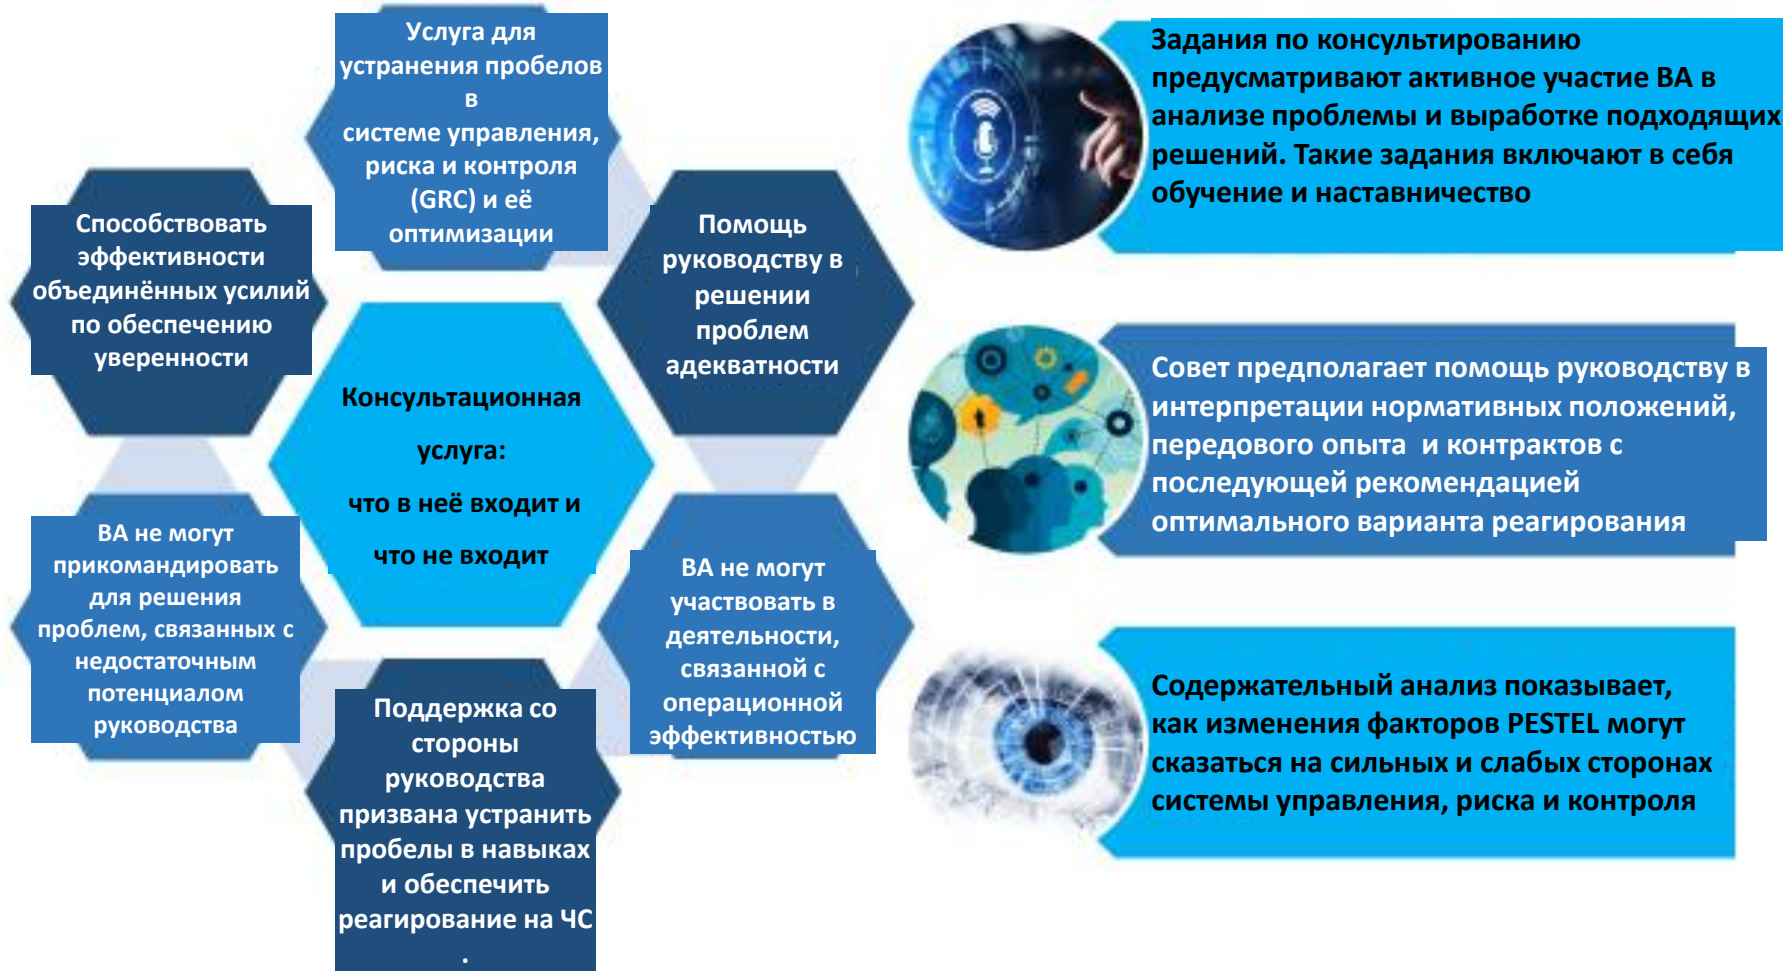 Услуга для
устранения пробелов
в
системе управления,
риска и контроля
(GRC) и её
оптимизации
Способствовать
эффективности
объединённых усилий
по обеспечению
уверенности
Помощь
руководству в
решении
проблем
адекватности
Консультационная
услуга:
что в неё входит и
что не входит
ВА не могут
прикомандировать
для решения
проблем, связанных с
недостаточным
потенциалом
руководства
ВА не могут
участвовать в
деятельности,
связанной с
операционной
эффективностью
Поддержка со
стороны
руководства
призвана устранить
пробелы в навыках
и обеспечить
реагирование на ЧС
.
Задания по консультированию
предусматривают активное участие ВА в
анализе проблемы и выработке подходящих
решений. Такие задания включают в себя
обучение и наставничество
Совет предполагает помощь руководству в
интерпретации нормативных положений,
передового опыта  и контрактов с
последующей рекомендацией
оптимального варианта реагирования
Содержательный анализ показывает,
как изменения факторов PESTEL могут
сказаться на сильных и слабых сторонах
системы управления, риска и контроля